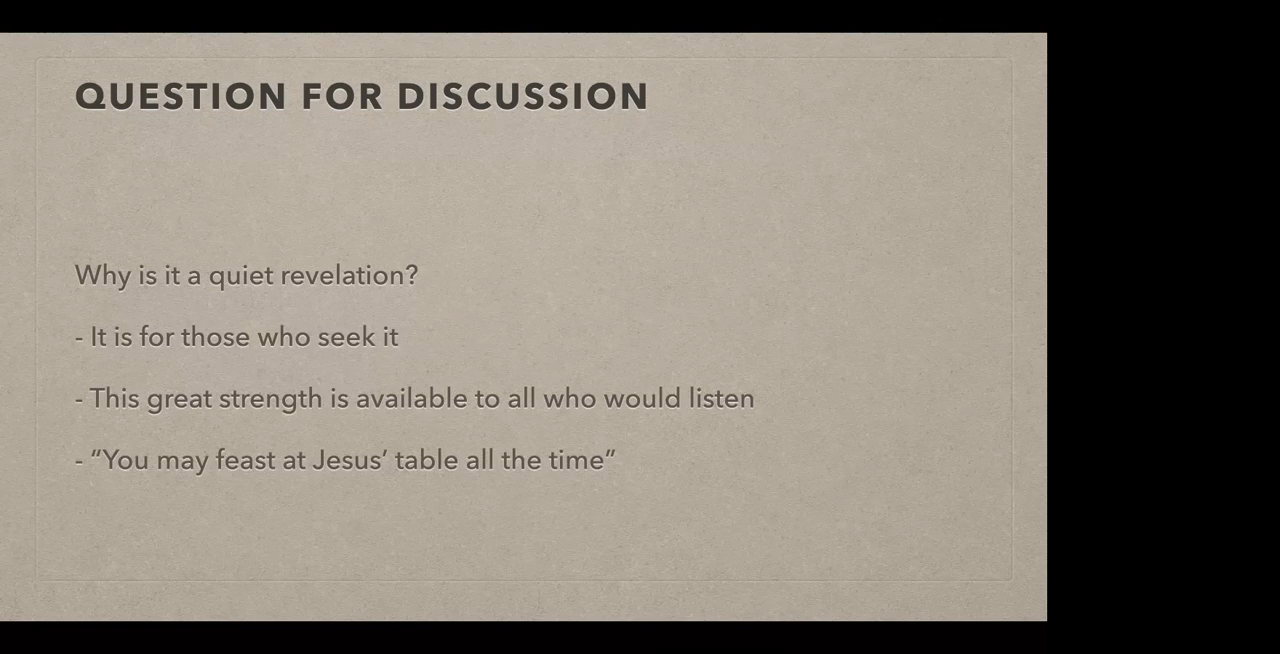 QUESTION FOR DISCUSSION
Why is it a quiet revelation?
- It is for those who seek it
- This great strength is available to all who would listen
- “You may feast at Jesus’ table all the time”